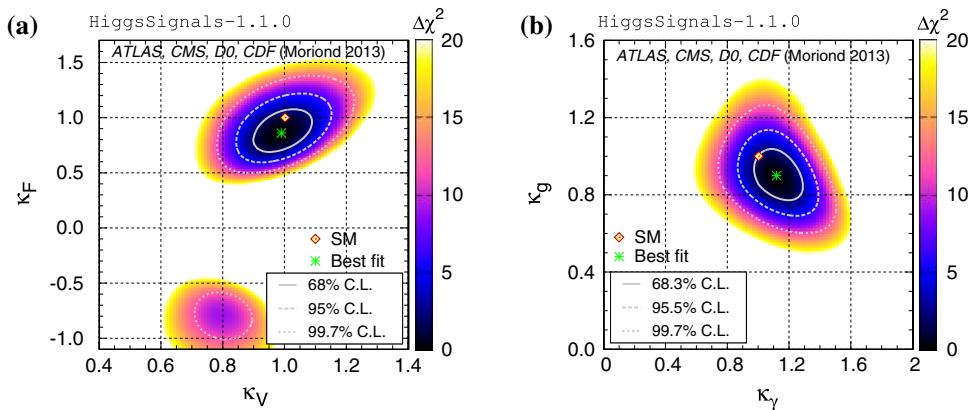 (a)
HiggsSignals-1.1.0
Δχ²
ATLAS, CMS, D0, CDF (Moriond 2013)
κF
1.5
1.0
0.5
0.0
-0.5
-1.0
SM
Best fit
68% C.L.
95% C.L.
99.7% C.L.
0.4
0.6
0.8
1.0
1.2
1.4
κV
20
15
10
5
0
(b)
HiggsSignals-1.1.0
Δχ²
ATLAS, CMS, D0, CDF (Moriond 2013)
κg
1.6
1.2
0.8
0.4
0.0
SM
Best fit
68.3% C.L.
95.5% C.L.
99.7% C.L.
0
0.4
0.8
1.2
1.6
2
κγ
20
15
10
5
0